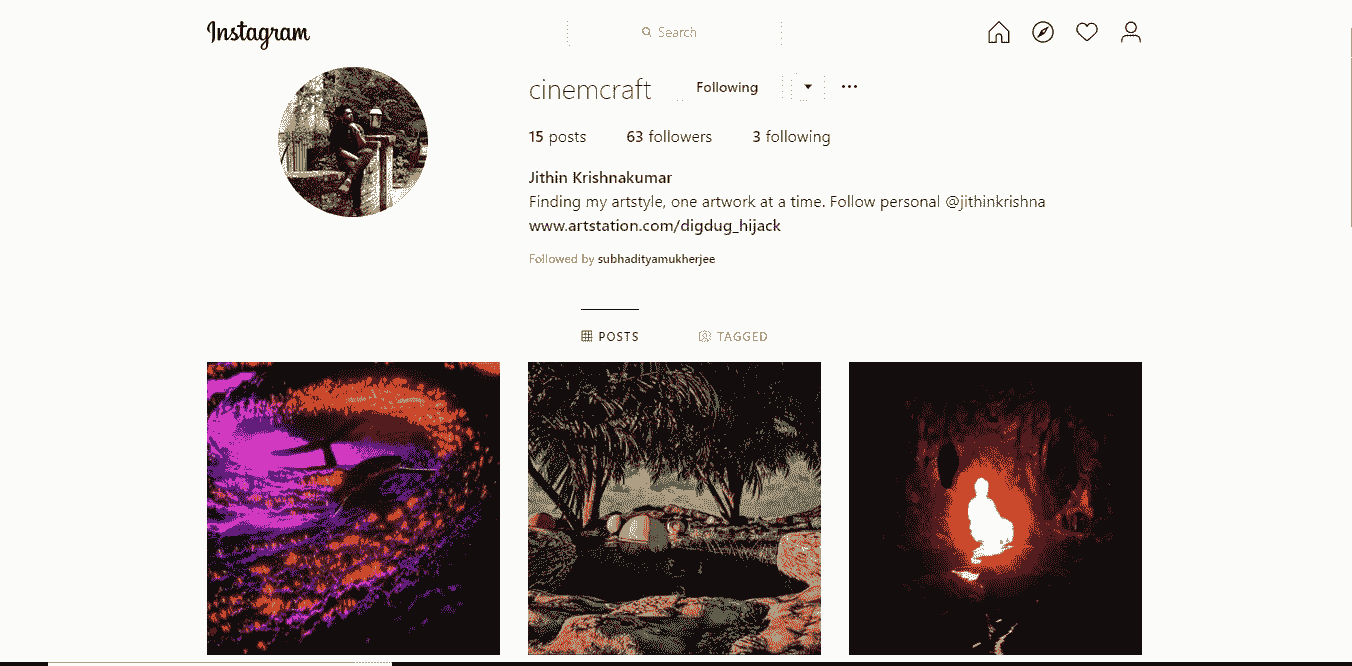 Instagram
Search
cinemcraft Following
15 posts 63 followers 3 following
Jithin Krishnakumar
Finding my artstyle, one artwork at a time. Follow personal @jithinkrishna
www.artstation.com/digdug_hijack
Followed by subhadityamukherjee
POSTS TAGGED